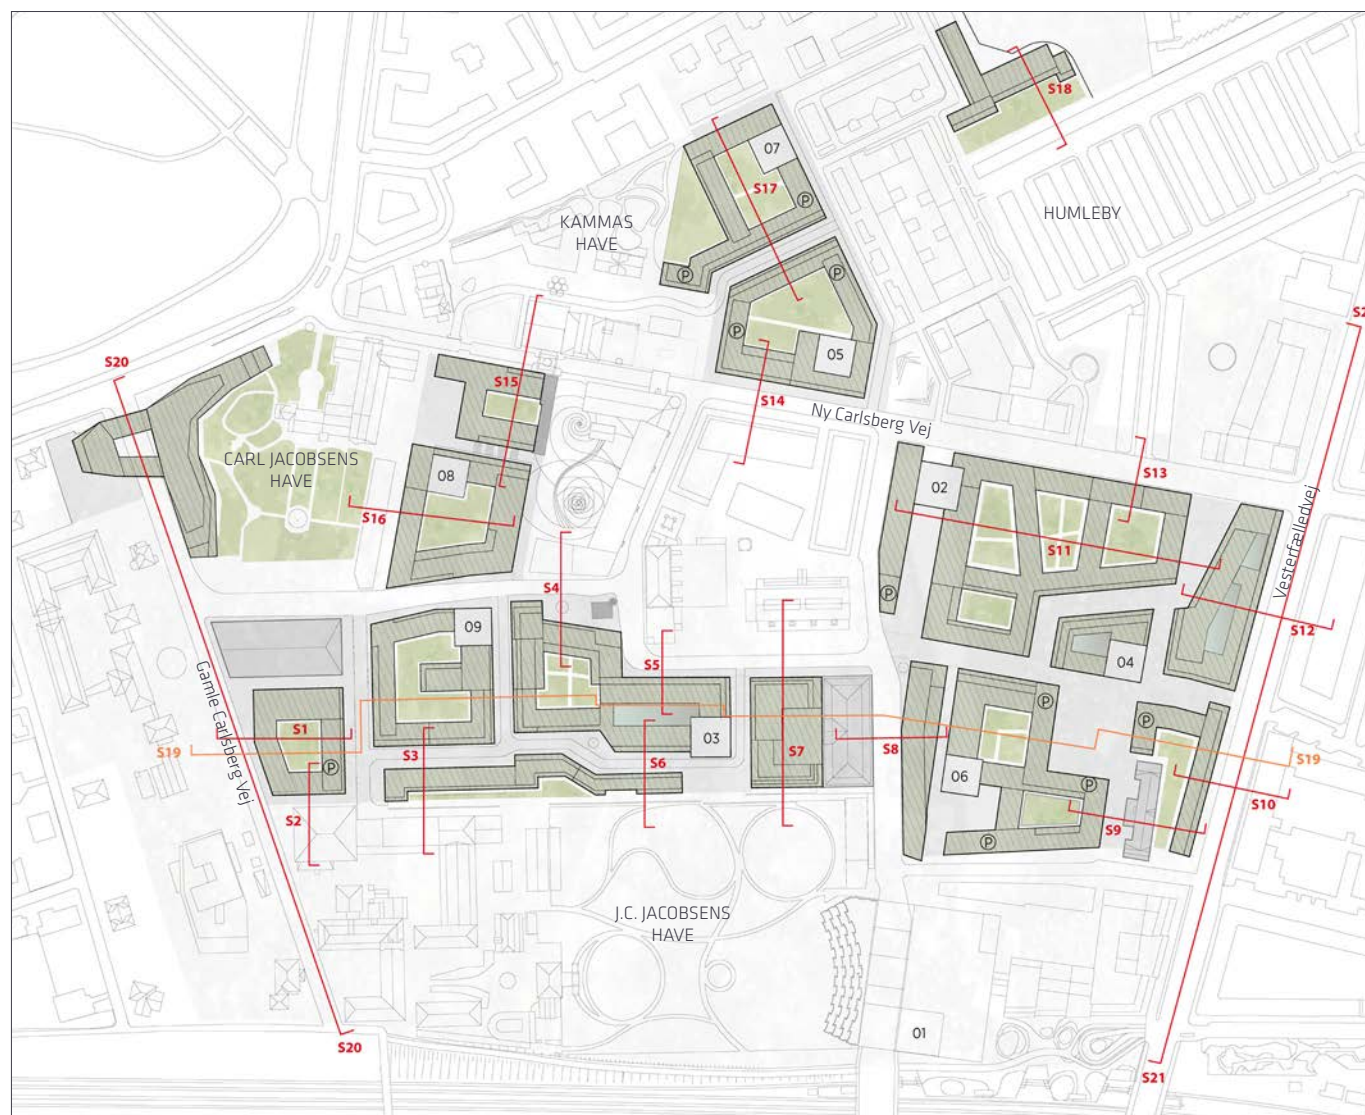 S18
07
S17
P
HUMLEBY
KAMMAS
HAVE
P
P
S2
P
05
S20
S15
S14
Ny Carlsberg Vej
CARL JACOBSENS
HAVE
08
S13
02
S16
S11
Vesterfælledvej
S4
P
S12
09
S5
04
Gamle Carlsberg Vej
P
P
S1
03
S19
S3
S6
S7
S8
S19
P
06
P
S10
S2
S9
P
J.C. JACOBSENS
HAVE
01
S20
S21